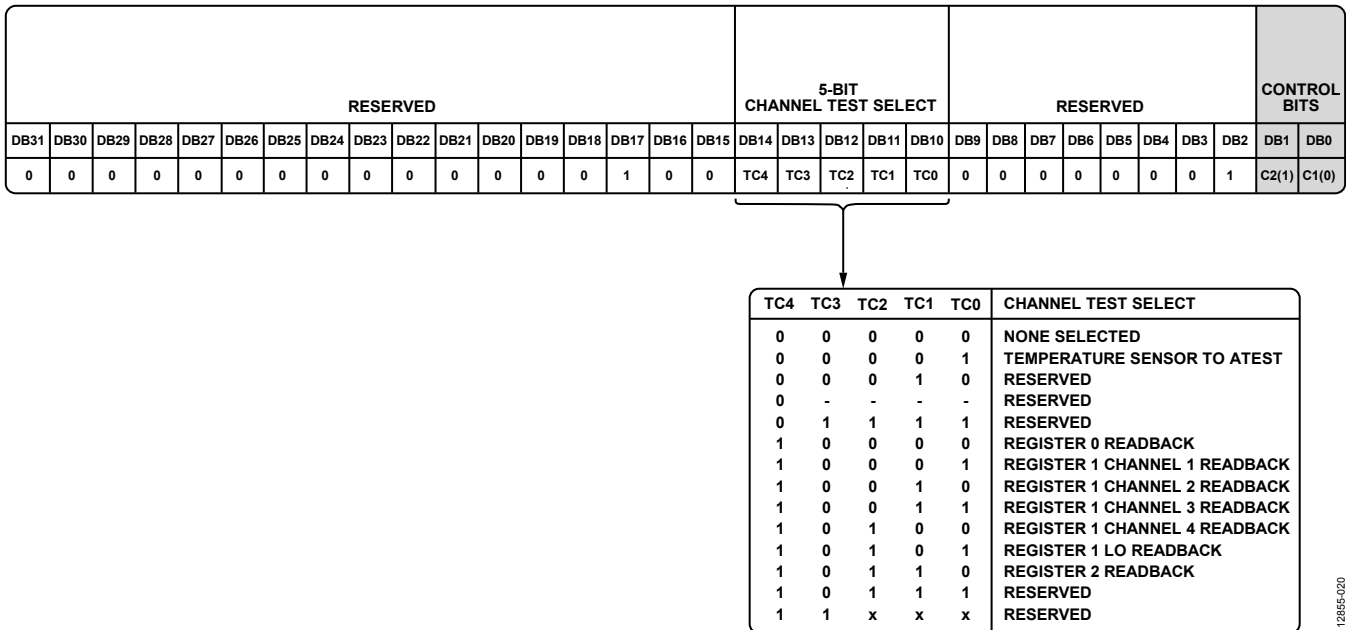 RESERVED
5-BIT
CHANNEL TEST SELECT
RESERVED
CONTROL
BITS
DB31 DB30 DB29 DB28 DB27 DB26 DB25 DB24 DB23 DB22 DB21 DB20 DB19 DB18 DB17 DB16 DB15 DB14 DB13 DB12 DB11 DB10 DB9 DB8 DB7 DB6 DB5 DB4 DB3 DB2 DB1 DB0
0 0 0 0 0 0 0 0 0 0 0 0 0 0 1 0 0 TC4 TC3 TC2 TC1 TC0 0 0 0 0 0 0 0 1 C2(1) C1(0)
TC4 TC3 TC2 TC1 TC0 CHANNEL TEST SELECT
0 0 0 0 0 NONE SELECTED
0 0 0 0 1 TEMPERATURE SENSOR TO ATEST
0 0 0 1 0 RESERVED
0 - - - - RESERVED
0 1 1 1 1 RESERVED
1 0 0 0 0 REGISTER 0 READBACK
1 0 0 0 1 REGISTER 1 CHANNEL 1 READBACK
1 0 0 1 0 REGISTER 1 CHANNEL 2 READBACK
1 0 0 1 1 REGISTER 1 CHANNEL 3 READBACK
1 0 1 0 0 REGISTER 1 CHANNEL 4 READBACK
1 0 1 0 1 REGISTER 1 LO READBACK
1 0 1 1 0 REGISTER 2 READBACK
1 0 1 1 1 RESERVED
1 1 x x x RESERVED
12855-020